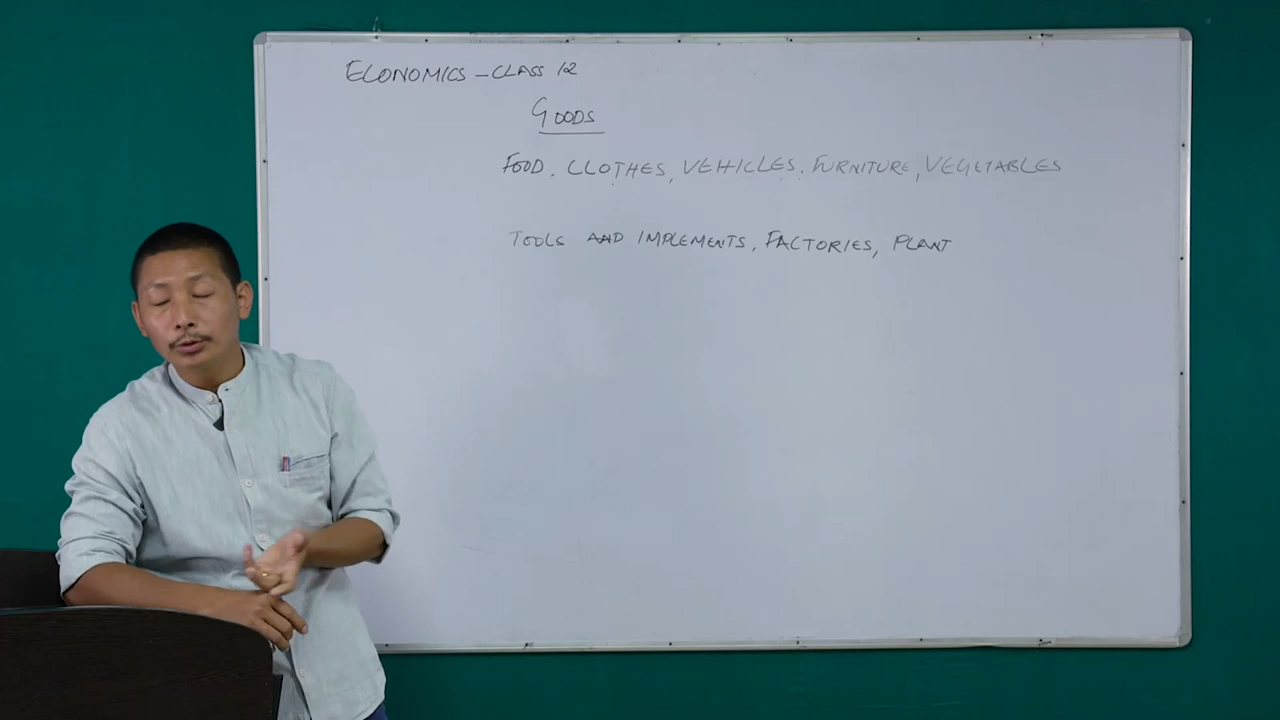 ECONOMICS - CLASS 12
GOODS
FOOD, CLOTHES, VEHICLES, FURNITURE, VEGETABLES
TOOLS AND IMPLEMENTS, FACTORIES, PLANT